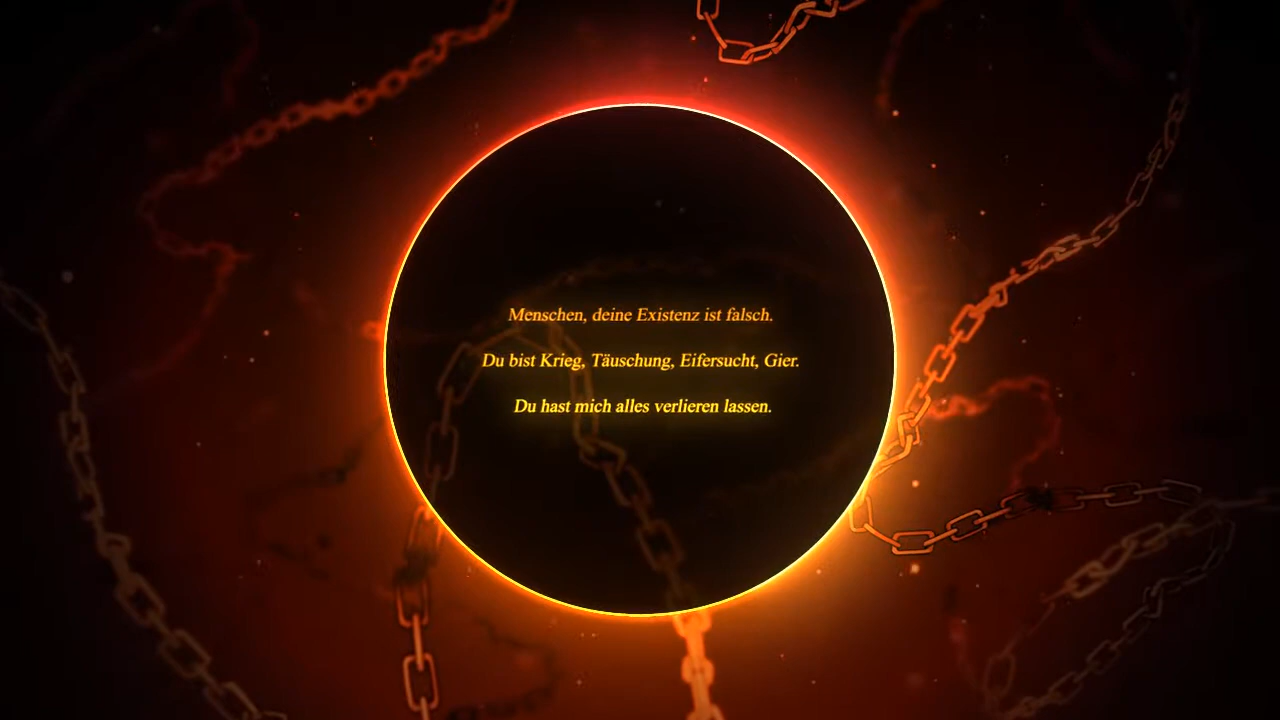 Menschen, deine Existenz ist falsch.
Du bist Krieg, Täuschung, Eifersucht, Gier.
Du hast mich alles verlieren lassen.